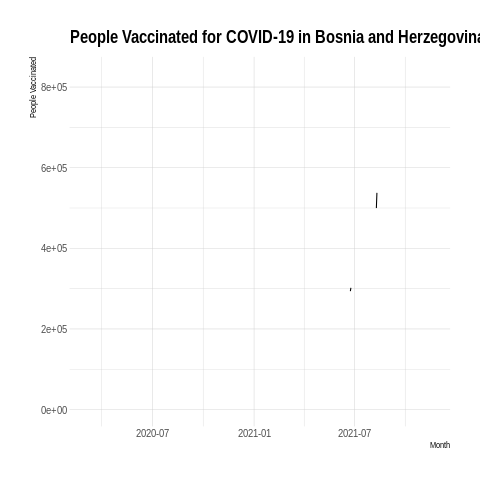 People Vaccinated for COVID-19 in Bosnia and Herzegovina
People Vaccinated
8e+05
6e+05
4e+05
2e+05
0e+00
2020-07 2021-01 2021-07
Month